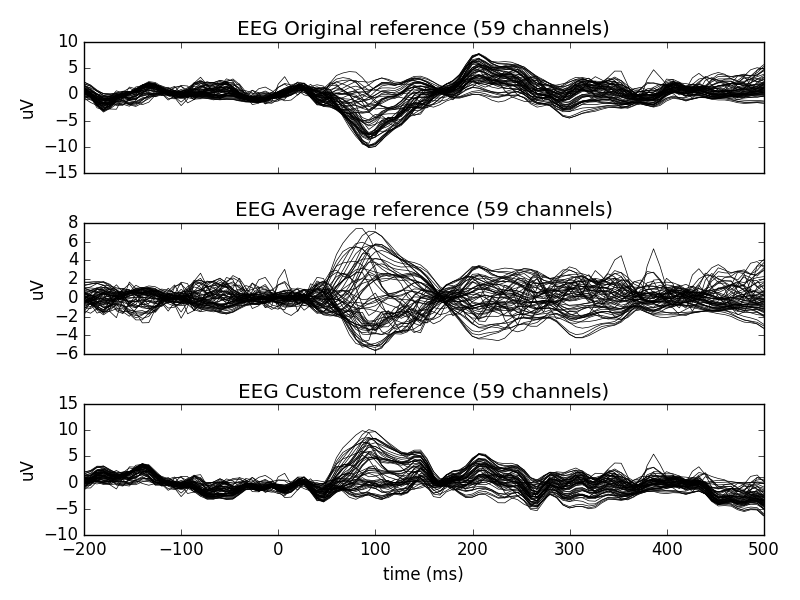 EEG Original reference (59 channels)
10
5
0
−5
−10
−15
uV
EEG Average reference (59 channels)
8
6
4
2
0
−2
−4
−6
uV
EEG Custom reference (59 channels)
15
10
5
0
−5
−10
uV
−200 −100 0 100 200 300 400 500
time (ms)